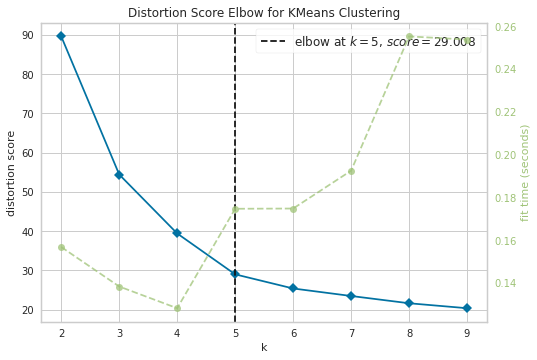 Distortion Score Elbow for KMeans Clustering
elbow at k = 5, score = 29.008
distortion score
90
80
70
60
50
40
30
20
fit time (seconds)
0.26
0.24
0.22
0.20
0.18
0.16
0.14
2 3 4 5 6 7 8 9
k